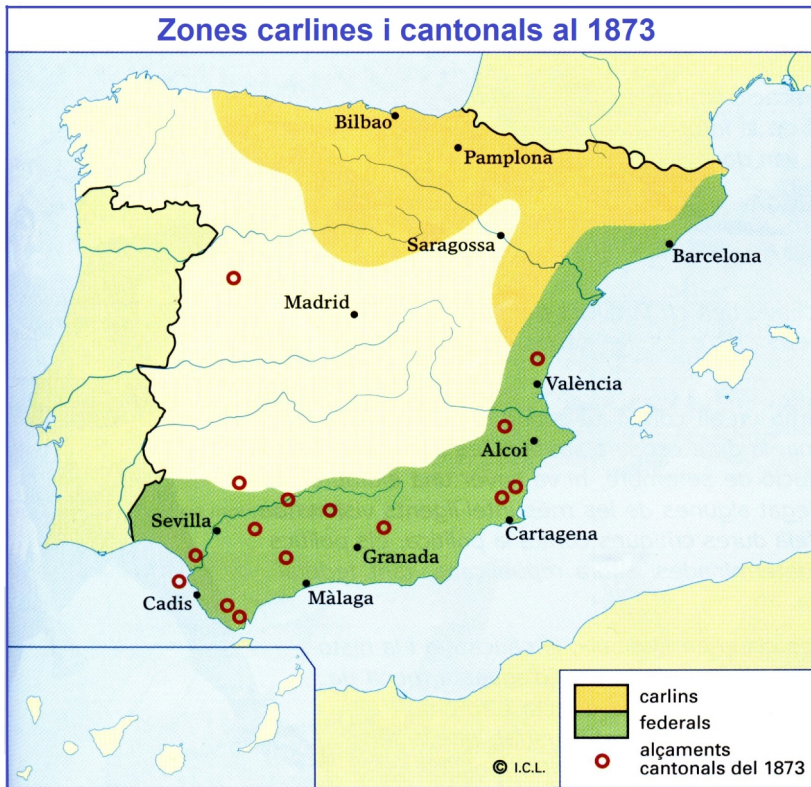 Zones carlines i cantonals al 1873
Bilbao
Pamplona
Saragossa
Barcelona
Madrid
València
Alcoi
Sevilla
Cartagena
Granada
Cadis
Màlaga
carlins
federals
alçaments
cantonals del 1873
© I.C.L.